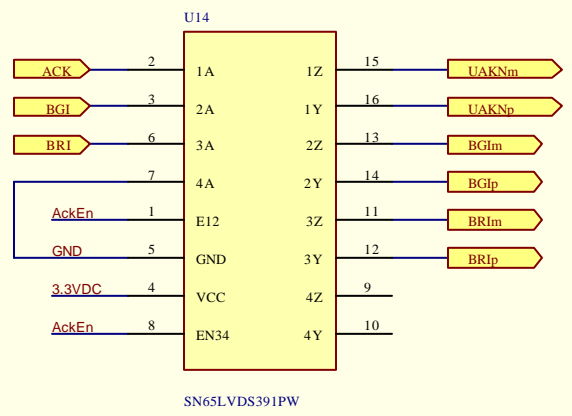 U14
ACK 2 1A 1Z 15 UAKNm
BGI 3 2A 1Y 16 UAKNp
BRI 6 3A 2Z 13 BGIm
7 4A 2Y 14 BGIp
AckEn 1 E12 3Z 11 BRIm
GND 5 GND 3Y 12 BRIp
3.3VDC 4 VCC 4Z 9
AckEn 8 EN34 4Y 10
SN65LVDS391PW